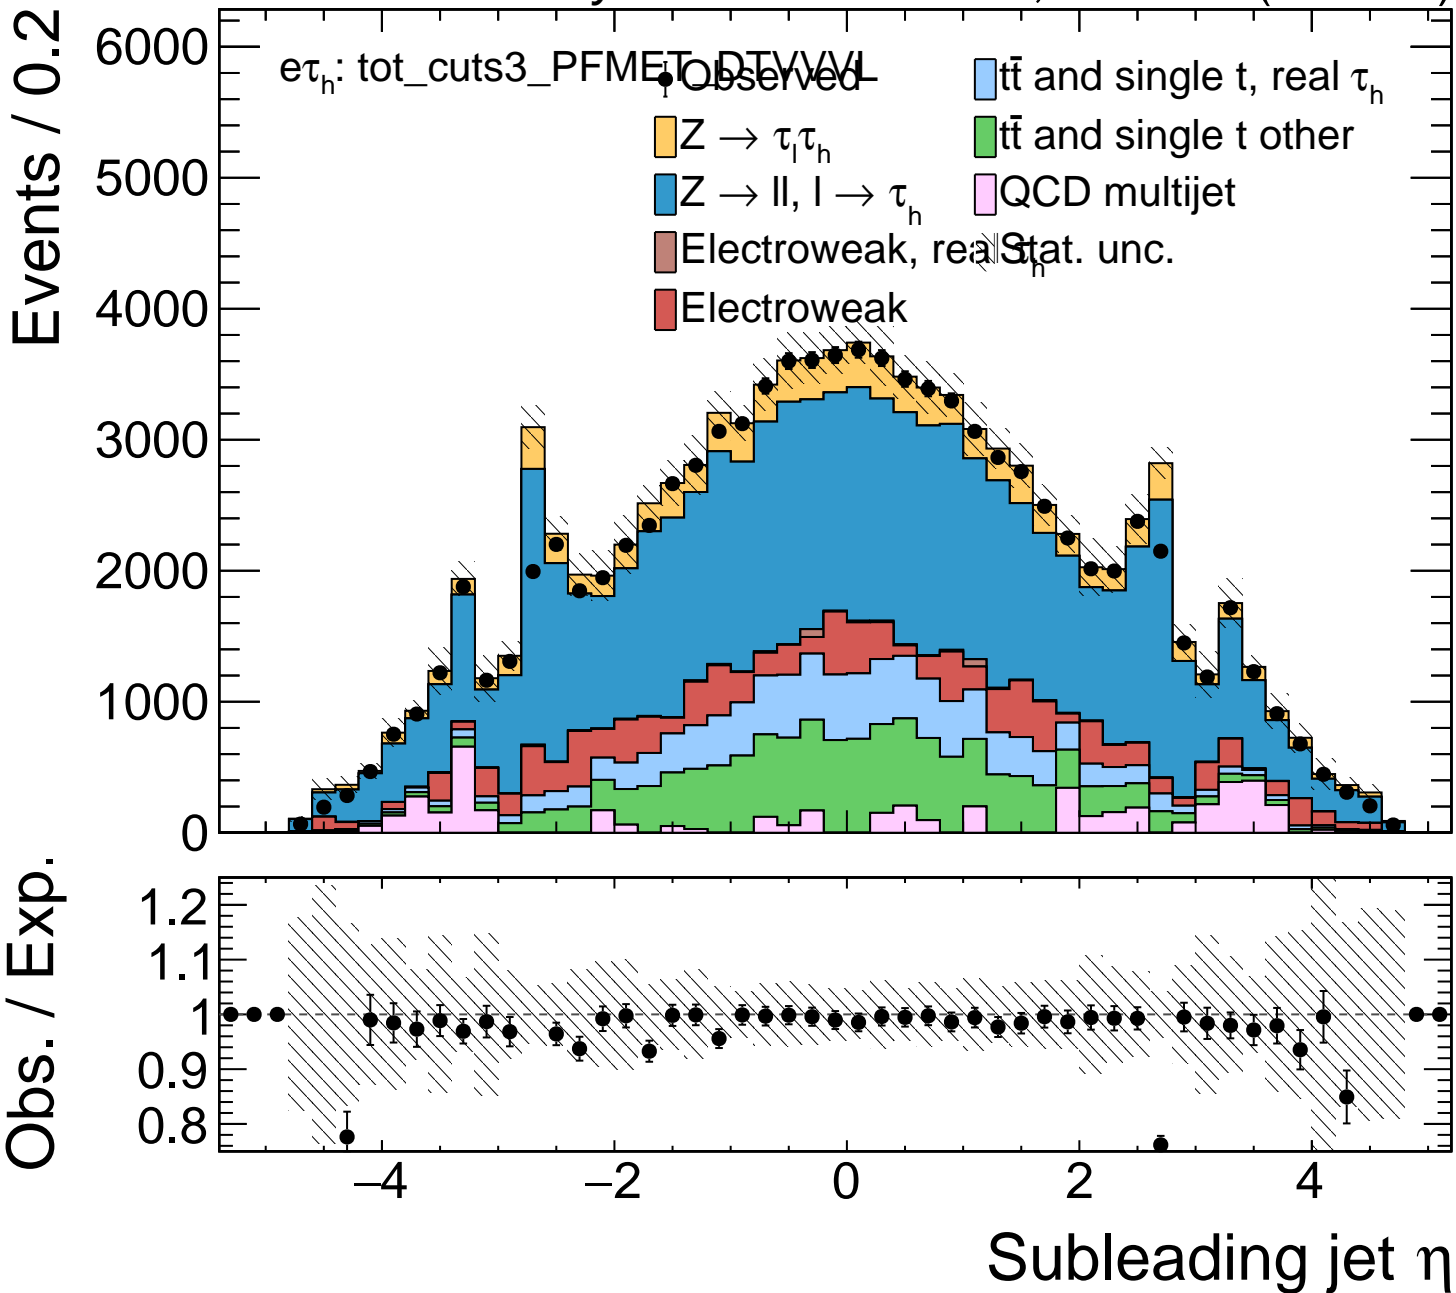 6000
5000
4000
3000
2000
1000
0
Events / 0.2
eτh: tot_cuts3_PFMET_DTVVVL
Observed
Z → τlτh
Z → ll, l → τh
Electroweak, real τh
Electroweak
tt̄ and single t, real τh
tt̄ and single t other
QCD multijet
Stat. unc.
1.2
1.1
1
0.9
0.8
Obs. / Exp.
−4 −2 0 2 4
Subleading jet η